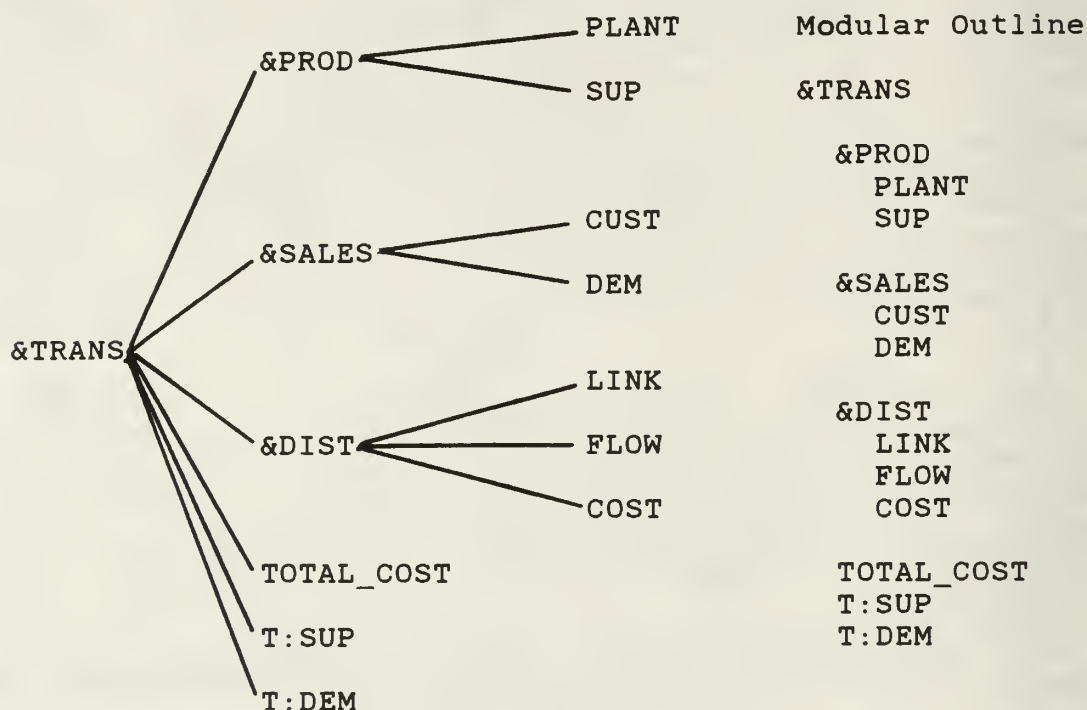 PLANT
&PROD
SUP
CUST
&SALES
DEM
&TRANS
LINK
&DIST
FLOW
COST
TOTAL_COST
T:SUP
T:DEM
Modular Outline
&TRANS
&PROD
PLANT
SUP
&SALES
CUST
DEM
&DIST
LINK
FLOW
COST
TOTAL_COST
T:SUP
T:DEM